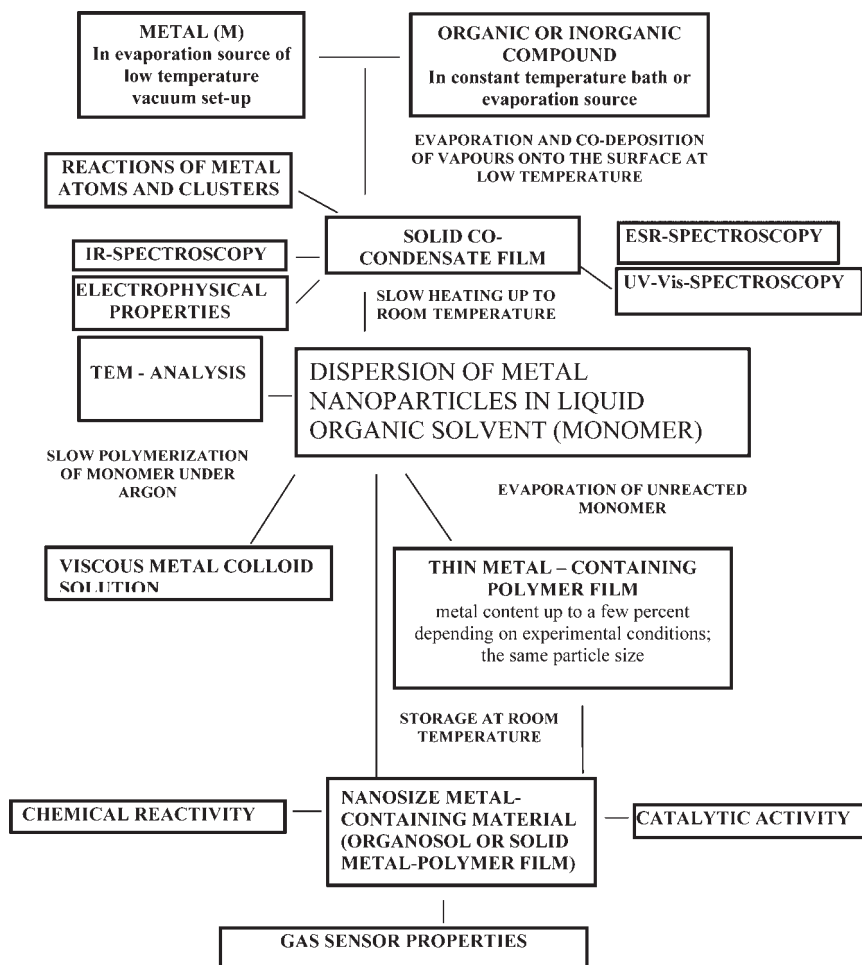 METAL (M)
In evaporation source of
low temperature
vacuum set-up
ORGANIC OR INORGANIC
COMPOUND
In constant temperature bath or
evaporation source
EVAPORATION AND CO-DEPOSITION
OF VAPOURS ONTO THE SURFACE AT
LOW TEMPERATURE
REACTIONS OF METAL
ATOMS AND CLUSTERS
SOLID CO-
CONDENSATE FILM
ESR-SPECTROSCOPY
IR-SPECTROSCOPY
UV-Vis-SPECTROSCOPY
ELECTROPHYSICAL
PROPERTIES
SLOW HEATING UP TO
ROOM TEMPERATURE
TEM - ANALYSIS
DISPERSION OF METAL
NANOPARTICLES IN LIQUID
ORGANIC SOLVENT (MONOMER)
SLOW POLYMERIZATION
OF MONOMER UNDER
ARGON
EVAPORATION OF UNREACTED
MONOMER
VISCOUS METAL COLLOID
SOLUTION
THIN METAL – CONTAINING
POLYMER FILM
metal content up to a few percent
depending on experimental conditions;
the same particle size
STORAGE AT ROOM
TEMPERATURE
CHEMICAL REACTIVITY
NANOSIZE METAL-
CONTAINING MATERIAL
(ORGANOSOL OR SOLID
METAL-POLYMER FILM)
CATALYTIC ACTIVITY
GAS SENSOR PROPERTIES